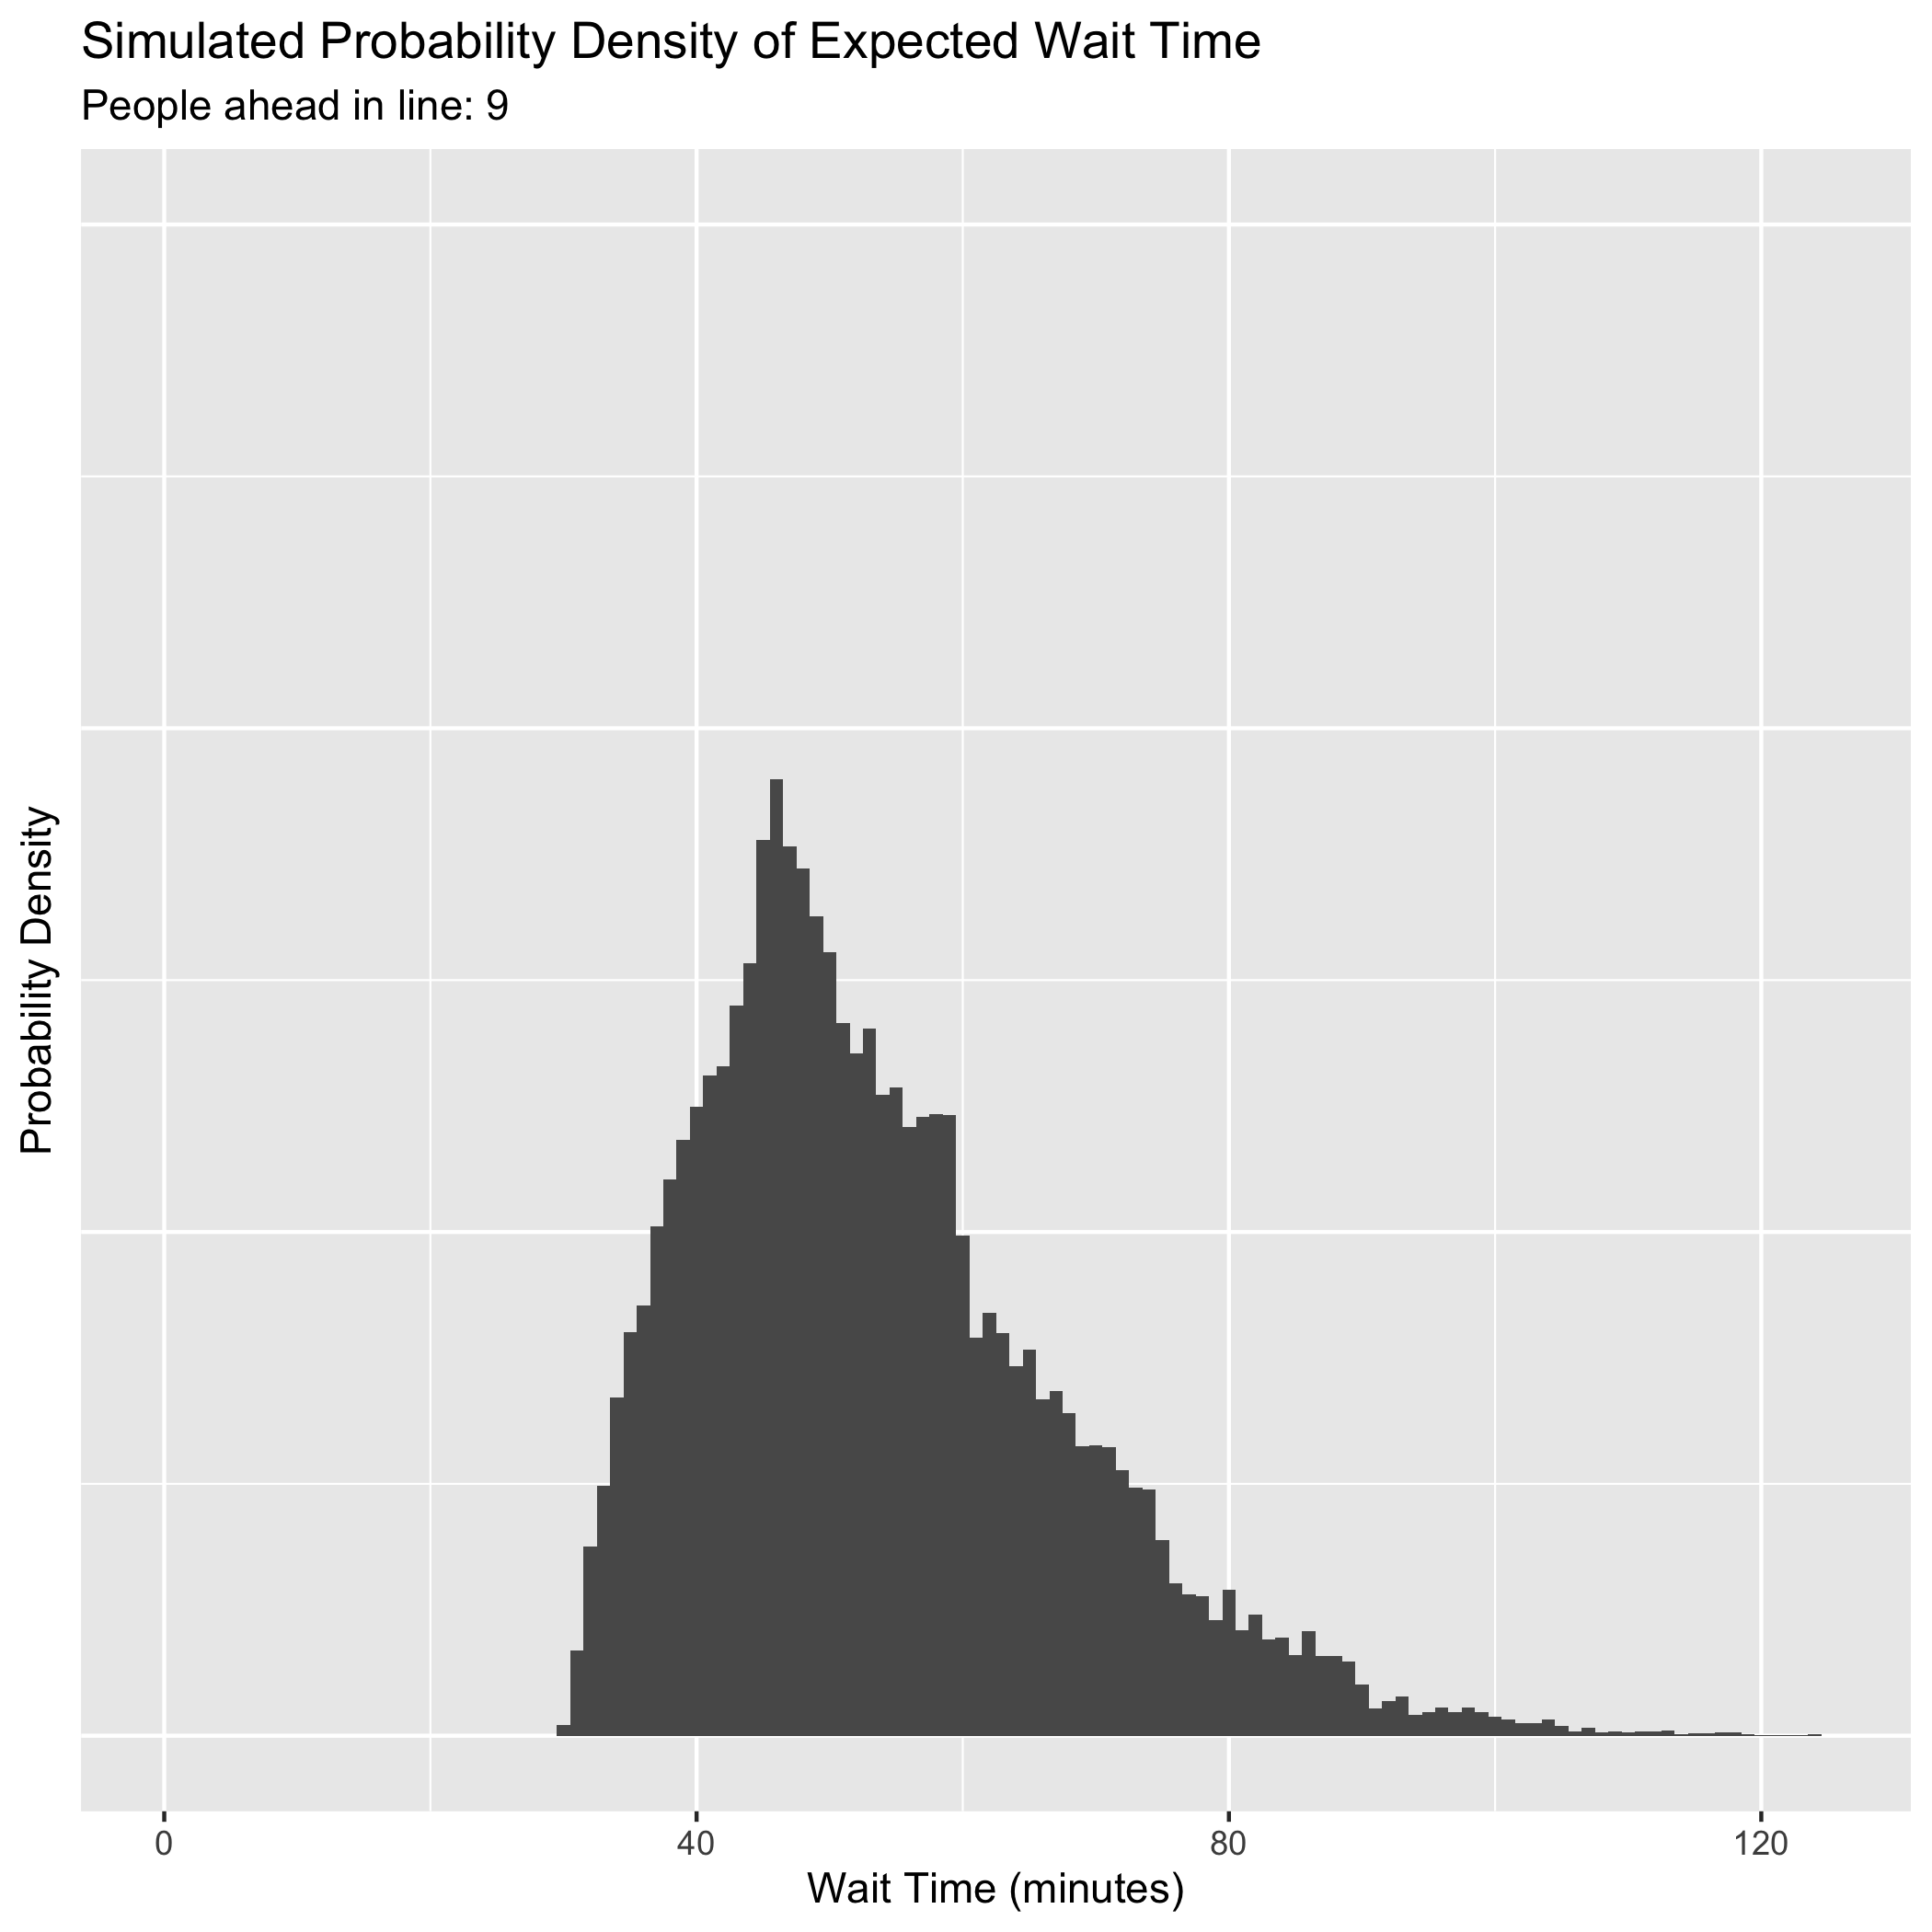 Simulated Probability Density of Expected Wait Time
People ahead in line: 9
Probability Density
0
40
80
120
Wait Time (minutes)